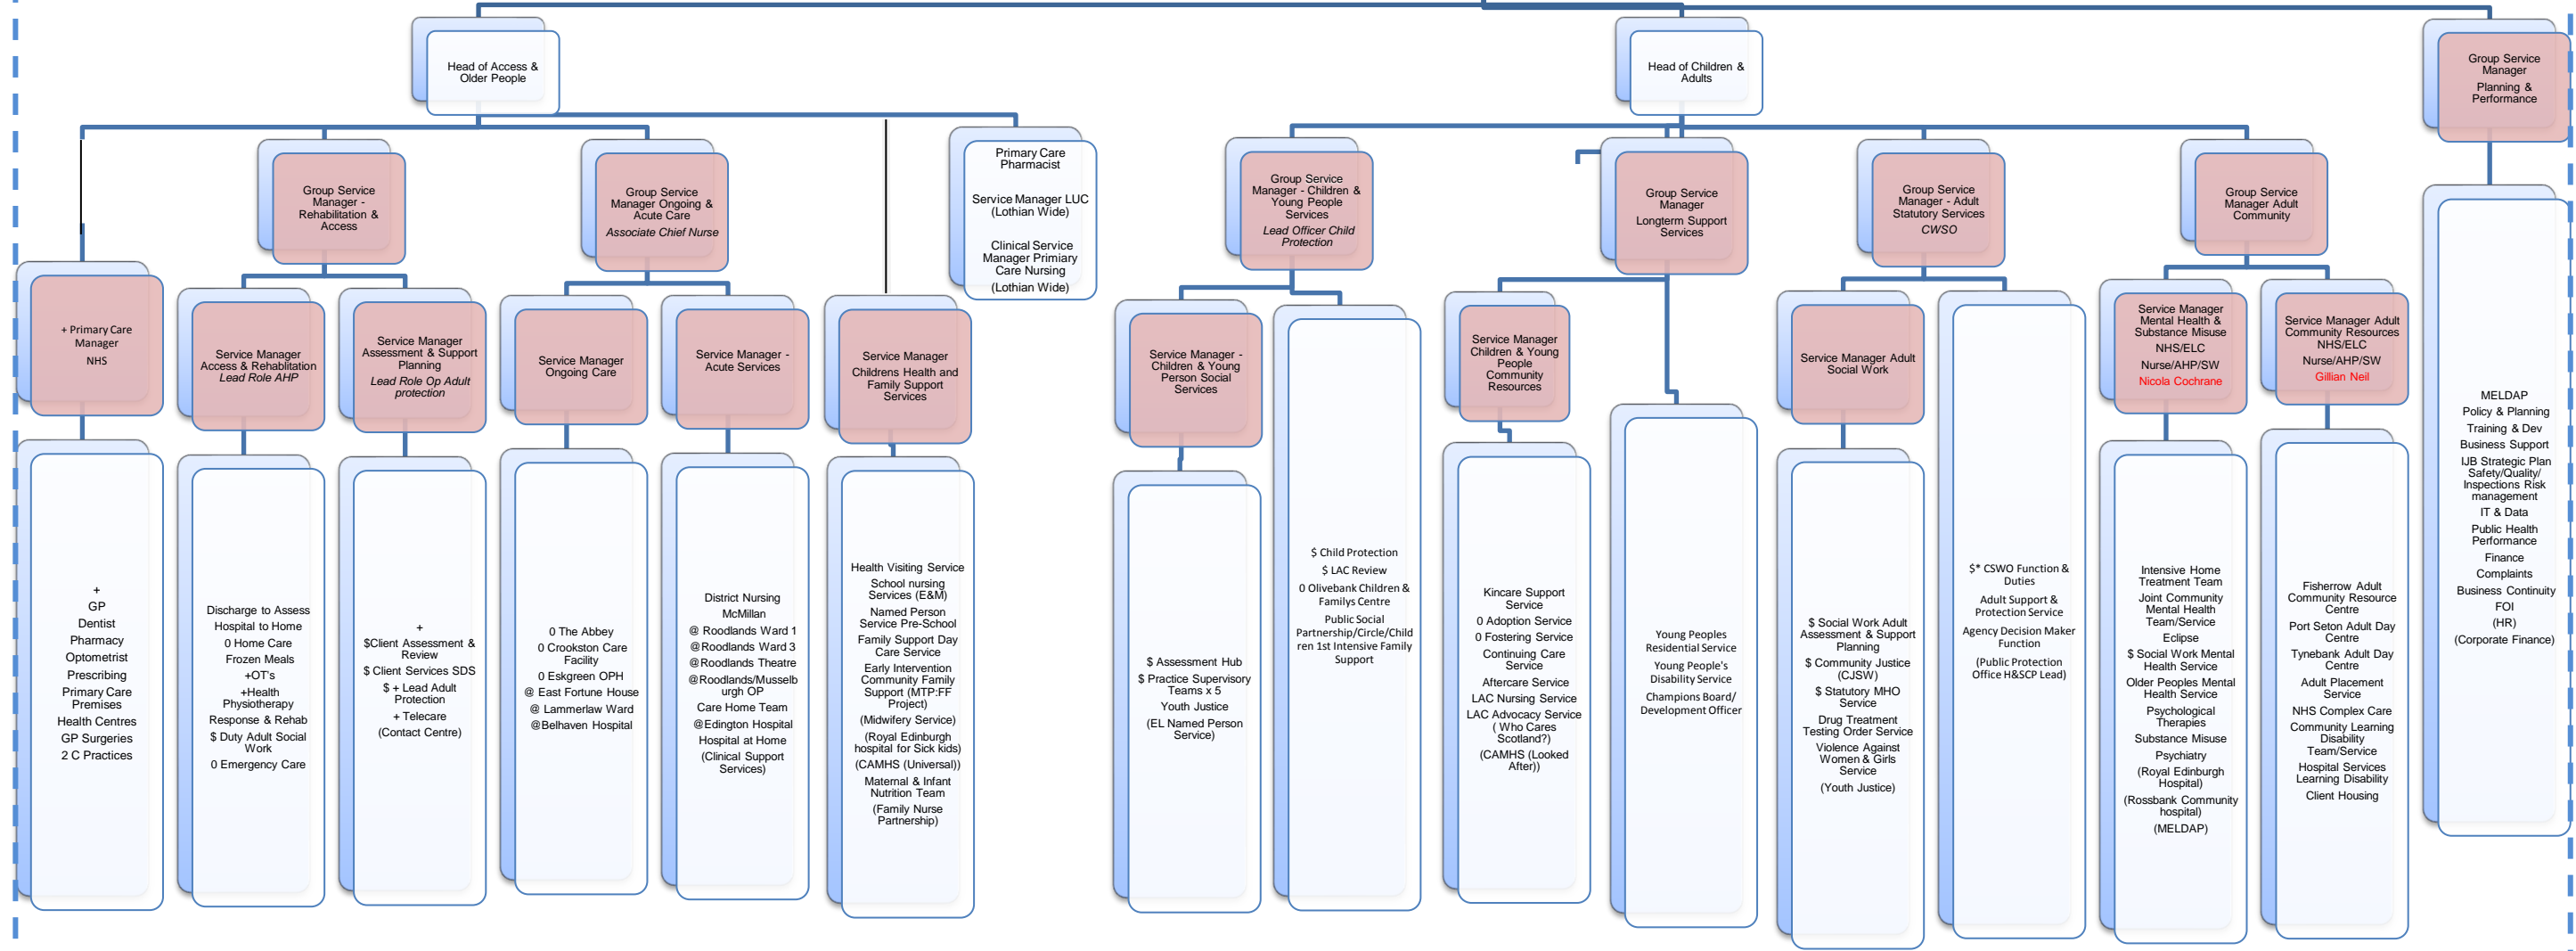 Head of Access &
Older People
Head of Children &
Adults
Group Service
Manager
Planning &
Performance
Group Service
Manager -
Rehabilitation &
Access
Group Service
Manager Ongoing &
Acute Care
Associate Chief Nurse
Primary Care
Pharmacist
Service Manager LUC
(Lothian Wide)
Clinical Service
Manager Primiary
Care Nursing
(Lothian Wide)
Group Service
Manager - Children &
Young People
Services
Lead Officer Child
Protection
Group Service
Manager
Longterm Support
Services
Group Service
Manager - Adult
Statutory Services
CWSO
Group Service
Manager Adult
Community
+ Primary Care
Manager
NHS
Service Manager
Access & Rehablitation
Lead Role AHP
Service Manager
Assessment & Support
Planning
Lead Role Op Adult
protection
Service Manager
Ongoing Care
Service Manager -
Acute Services
Service Manager
Childrens Health and
Family Support
Services
Service Manager -
Children & Young
Person Social
Services
Service Manager
Children & Young
People
Community
Resources
Service Manager Adult
Social Work
Service Manager
Mental Health &
Substance Misuse
NHS/ELC
Nurse/AHP/SW
Nicola Cochrane
Service Manager Adult
Community Resources
NHS/ELC
Nurse/AHP/SW
Gillian Neil
+
GP
Dentist
Pharmacy
Optometrist
Prescribing
Primary Care
Premises
Health Centres
GP Surgeries
2 C Practices
Discharge to Assess
Hospital to Home
0 Home Care
Frozen Meals
+OT's
+Health
Physiotherapy
Response & Rehab
$ Duty Adult Social
Work
0 Emergency Care
+
$Client Assessment &
Review
$ Client Services SDS
$ + Lead Adult
Protection
+ Telecare
(Contact Centre)
0 The Abbey
0 Crookston Care
Facility
0 Eskgreen OPH
@ East Fortune House
@ Lammerlaw Ward
@Belhaven Hospital
District Nursing
McMillan
@ Roodlands Ward 1
@Roodlands Ward 3
@Roodlands Theatre
@Roodlands/Musselb
urgh OP
Care Home Team
@Edington Hospital
Hospital at Home
(Clinical Support
Services)
Health Visiting Service
School nursing
Services (E&M)
Named Person
Service Pre-School
Family Support Day
Care Service
Early Intervention
Community Family
Support (MTP:FF
Project)
(Midwifery Service)
(Royal Edinburgh
hospital for Sick kids)
(CAMHS (Universal))
Maternal & Infant
Nutrition Team
(Family Nurse
Partnership)
$ Assessment Hub
$ Practice Supervisory
Teams x 5
Youth Justice
(EL Named Person
Service)
$ Child Protection
$ LAC Review
0 Olivebank Children &
Familys Centre
Public Social
Partnership/Circle/Child
ren 1st Intensive Family
Support
Kincare Support
Service
0 Adoption Service
0 Fostering Service
Continuing Care
Service
Aftercare Service
LAC Nursing Service
LAC Advocacy Service
( Who Cares
Scotland?)
(CAMHS (Looked
After))
Young Peoples
Residential Service
Young People's
Disability Service
Champions Board/
Development Officer
$ Social Work Adult
Assessment & Support
Planning
$ Community Justice
(CJSW)
$ Statutory MHO
Service
Drug Treatment
Testing Order Service
Violence Against
Women & Girls
Service
(Youth Justice)
$* CSWO Function &
Duties
Adult Support &
Protection Service
Agency Decision Maker
Function
(Public Protection
Office H&SCP Lead)
Intensive Home
Treatment Team
Joint Community
Mental Health
Team/Service
Eclipse
$ Social Work Mental
Health Service
Older Peoples Mental
Health Service
Psychological
Therapies
Substance Misuse
Psychiatry
(Royal Edinburgh
Hospital)
(Rossbank Community
hospital)
(MELDAP)
Fisherrow Adult
Community Resource
Centre
Port Seton Adult Day
Centre
Tynebank Adult Day
Centre
Adult Placement
Service
NHS Complex Care
Community Learning
Disability
Team/Service
Hospital Services
Learning Disability
Client Housing
MELDAP
Policy & Planning
Training & Dev
Business Support
IJB Strategic Plan
Safety/Quality/
Inspections Risk
management
IT & Data
Public Health
Performance
Finance
Complaints
Business Continuity
FOI
(HR)
(Corporate Finance)